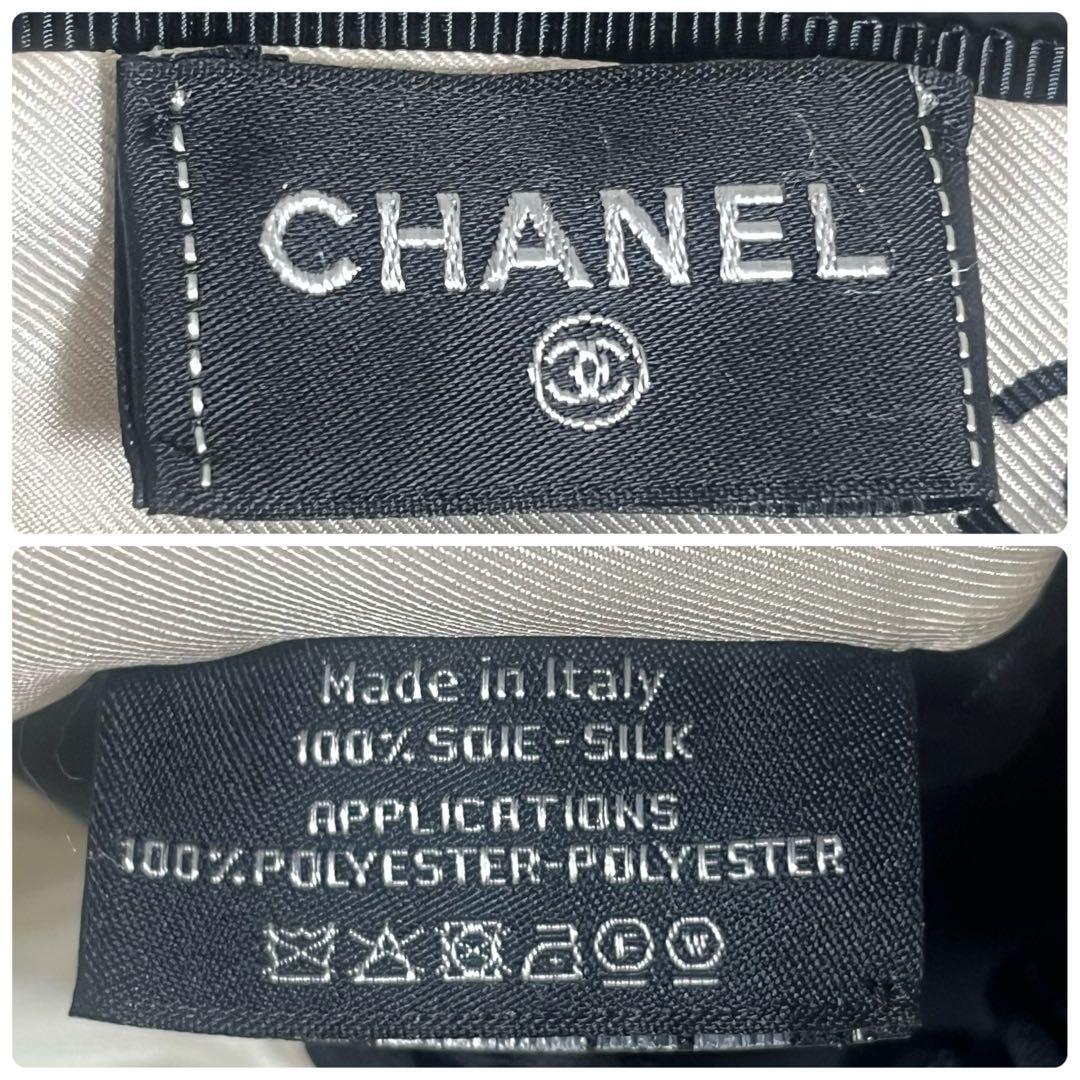 CHANEL
Made in Italy
100% SOIE - SILK
APPLICATIONS
100% POLYESTER-POLYESTER